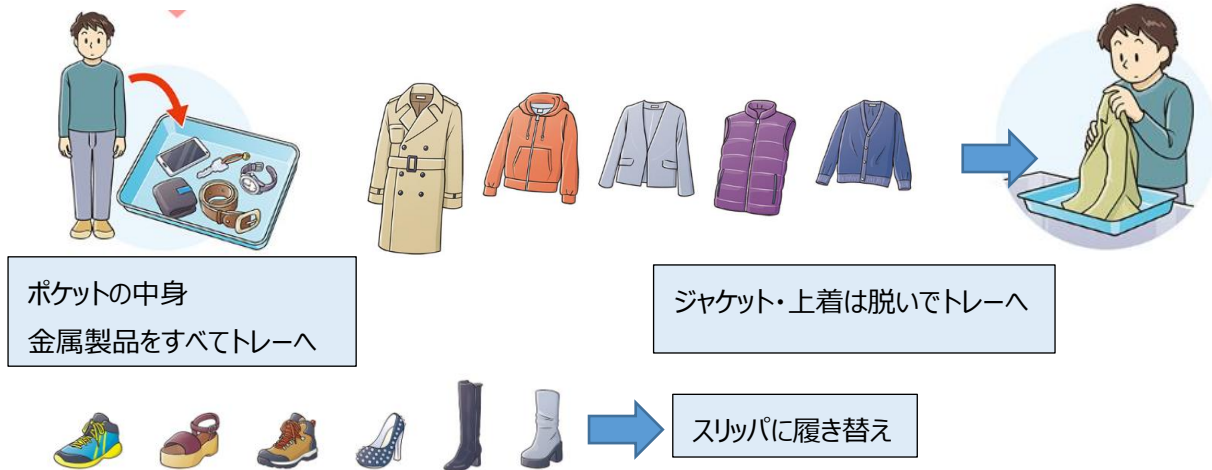 ポケットの中身
金属製品をすべてトレーへ
ジャケット・上着は脱いでトレーへ
スリッパに履き替え